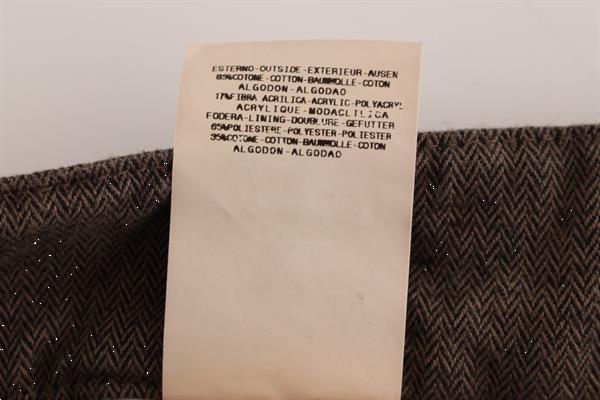 ESTERNO-OUTSIDE-EXTERIEUR-AUSEN
83%COTONE-COTTON-BAUMWOLLE-COTON
ALGODON-ALGODAO
17%FIBRA ACRILICA-ACRYLIC-POLYACRYL
ACRYLIQUE-MODACLILICA
FODERA-LINING-DOUBLURE-GEFUTTER
65%POLIESTERE-POLYESTER-POLIESTER
35%COTONE-COTTON-BAUMWOLLE-COTON
ALGODON-ALGODAO